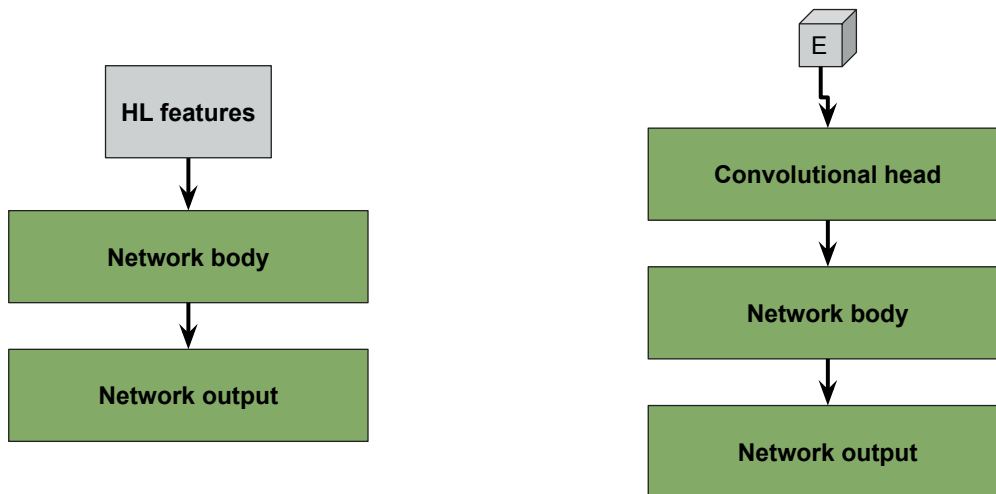 HL features
Network body
Network output
E
Convolutional head
Network body
Network output